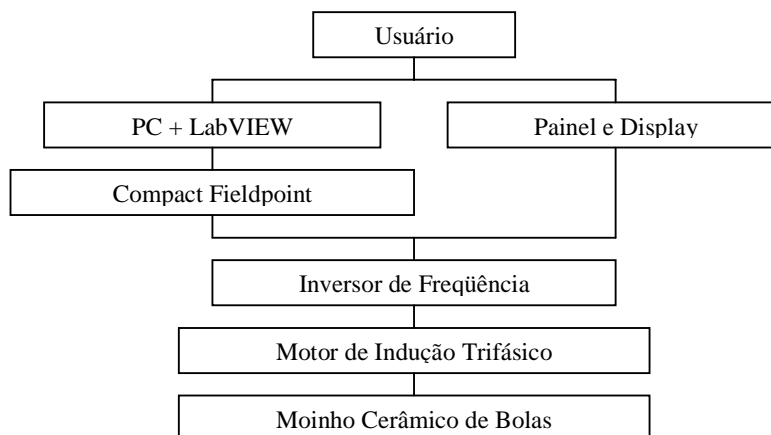 Usuário
PC + LabVIEW
Painel e Display
Compact Fieldpoint
Inversor de Freqüência
Motor de Indução Trifásico
Moinho Cerâmico de Bolas